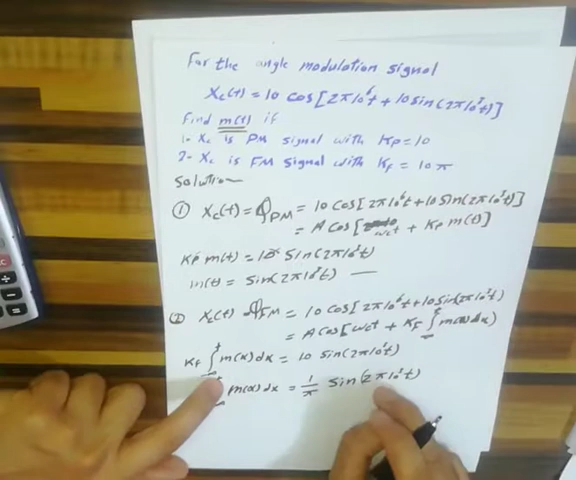 For the angle modulation signal
Xc(t) = 10 cos[2π10⁶t + 10 sin(2π10³t)]
Find m(t) if
1- Xc is PM signal with Kp = 10
2- Xc is FM signal with Kf = 10π
Solution
① Xc(t) = φPM = 10 cos[2π10⁶t + 10 sin(2π10³t)]
= A cos[ωct + Kp m(t)]
Kp m(t) = 10 sin(2π10³t)
m(t) = sin(2π10³t)
② Xc(t) φFM = 10 cos[2π10⁶t + 10 sin(2π10³t)
= A cos[ωct + Kf ∫ᵗ m(α)dα)
Kf ∫ᵗ m(α)dα = 10 sin(2π10³t)
m(α)dα = 1/π sin(2π10³t)